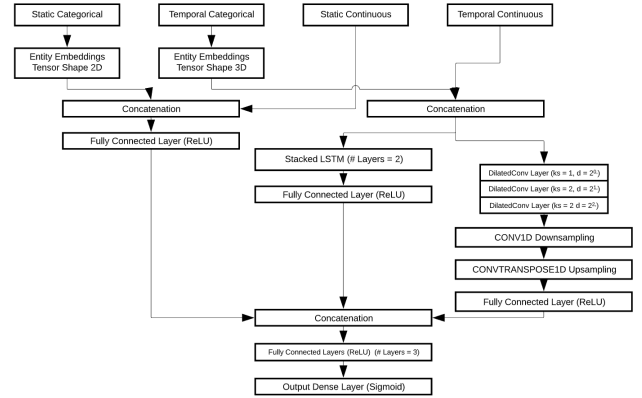 Static Categorical
Temporal Categorical
Static Continuous
Temporal Continuous
Entity Embeddings
Tensor Shape 2D
Entity Embeddings
Tensor Shape 3D
Concatenation
Concatenation
Fully Connected Layer (ReLU)
Stacked LSTM (# Layers = 2)
Fully Connected Layer (ReLU)
DilatedConv Layer (ks = 1, d = 2⁰·)
DilatedConv Layer (ks = 2, d = 2¹·)
DilatedConv Layer (ks = 2 d = 2²·)
CONV1D Downsampling
CONVTRANSPOSE1D Upsampling
Fully Connected Layer (ReLU)
Concatenation
Fully Connected Layers (ReLU) (# Layers = 3)
Output Dense Layer (Sigmoid)